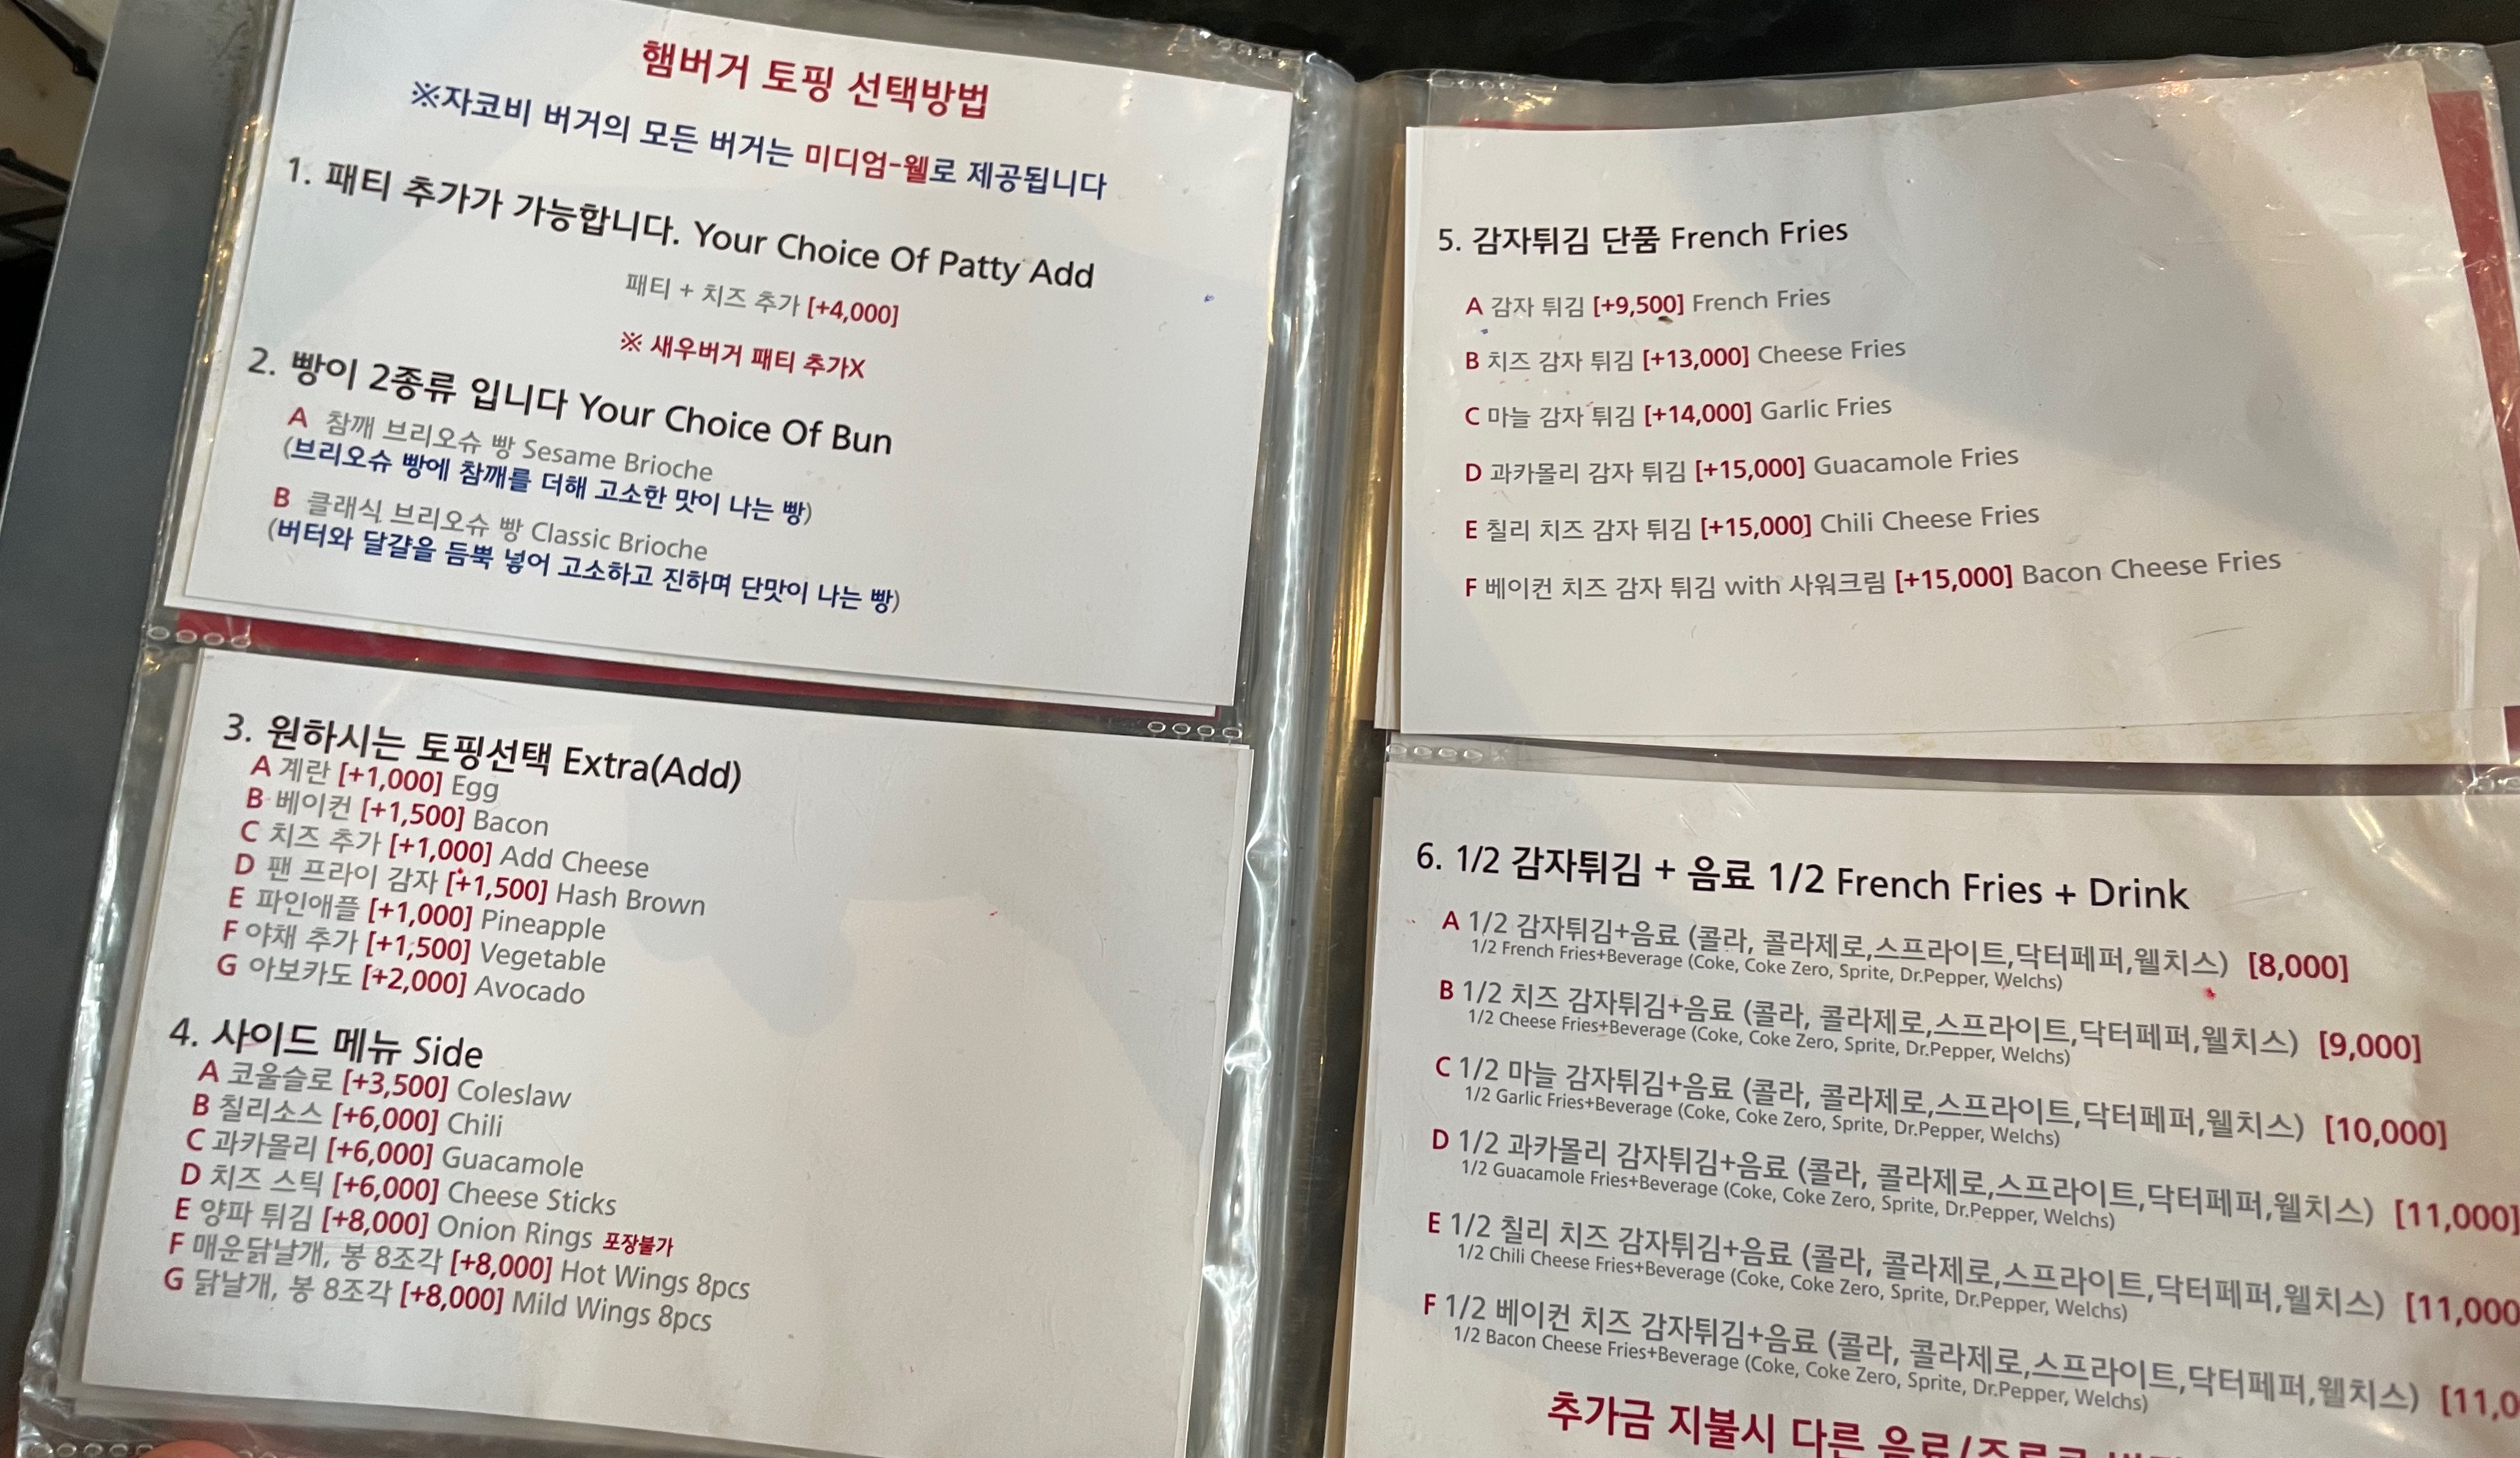 햄버거 토핑 선택방법
※자코비 버거의 모든 버거는 미디엄-웰로 제공됩니다
1. 패티 추가가 가능합니다. Your Choice Of Patty Add
패티 + 치즈 추가 [+4,000]
※ 새우버거 패티 추가X
2. 빵이 2종류 입니다 Your Choice Of Bun
A 참깨 브리오슈 빵 Sesame Brioche
(브리오슈 빵에 참깨를 더해 고소한 맛이 나는 빵)
B 클래식 브리오슈 빵 Classic Brioche
(버터와 달걀을 듬뿍 넣어 고소하고 진하며 단맛이 나는 빵)
3. 원하시는 토핑선택 Extra(Add)
A 계란 [+1,000] Egg
B 베이컨 [+1,500] Bacon
C 치즈 추가 [+1,000] Add Cheese
D 팬 프라이 감자 [+1,500] Hash Brown
E 파인애플 [+1,000] Pineapple
F 야채 추가 [+1,500] Vegetable
G 아보카도 [+2,000] Avocado
4. 사이드 메뉴 Side
A 코울슬로 [+3,500] Coleslaw
B 칠리소스 [+6,000] Chili
C 과카몰리 [+6,000] Guacamole
D 치즈 스틱 [+6,000] Cheese Sticks
E 양파 튀김 [+8,000] Onion Rings 포장불가
F 매운닭날개, 봉 8조각 [+8,000] Hot Wings 8pcs
G 닭날개, 봉 8조각 [+8,000] Mild Wings 8pcs
5. 감자튀김 단품 French Fries
A 감자 튀김 [+9,500] French Fries
B 치즈 감자 튀김 [+13,000] Cheese Fries
C 마늘 감자 튀김 [+14,000] Garlic Fries
D 과카몰리 감자 튀김 [+15,000] Guacamole Fries
E 칠리 치즈 감자 튀김 [+15,000] Chili Cheese Fries
F 베이컨 치즈 감자 튀김 with 사워크림 [+15,000] Bacon Cheese Fries
6. 1/2 감자튀김 + 음료 1/2 French Fries + Drink
A 1/2 감자튀김+음료 (콜라, 콜라제로,스프라이트,닥터페퍼,웰치스) [8,000]
1/2 French Fries+Beverage (Coke, Coke Zero, Sprite, Dr.Pepper, Welchs)
B 1/2 치즈 감자튀김+음료 (콜라, 콜라제로,스프라이트,닥터페퍼,웰치스) [9,000]
1/2 Cheese Fries+Beverage (Coke, Coke Zero, Sprite, Dr.Pepper, Welchs)
C 1/2 마늘 감자튀김+음료 (콜라, 콜라제로,스프라이트,닥터페퍼,웰치스) [10,000]
1/2 Garlic Fries+Beverage (Coke, Coke Zero, Sprite, Dr.Pepper, Welchs)
D 1/2 과카몰리 감자튀김+음료 (콜라, 콜라제로,스프라이트,닥터페퍼,웰치스) [11,000]
1/2 Guacamole Fries+Beverage (Coke, Coke Zero, Sprite, Dr.Pepper, Welchs)
E 1/2 칠리 치즈 감자튀김+음료 (콜라, 콜라제로,스프라이트,닥터페퍼,웰치스) [11,000
1/2 Chili Cheese Fries+Beverage (Coke, Coke Zero, Sprite, Dr.Pepper, Welchs)
F 1/2 베이컨 치즈 감자튀김+음료 (콜라, 콜라제로,스프라이트,닥터페퍼,웰치스) [11,0
1/2 Bacon Cheese Fries+Beverage (Coke, Coke Zero, Sprite, Dr.Pepper, Welchs)
추가금 지불시 다른 음료/